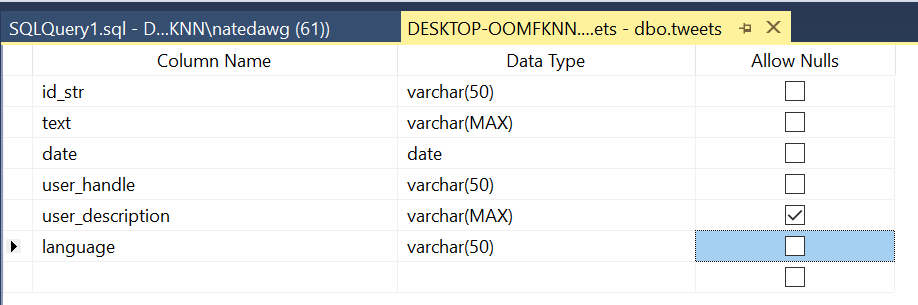 SQLQuery1.sql - D...KNN\natedawg (61))
DESKTOP-OOMFKNN....ets - dbo.tweets
Column Name Data Type Allow Nulls
id_str varchar(50)
text varchar(MAX)
date date
user_handle varchar(50)
user_description varchar(MAX)
language varchar(50)